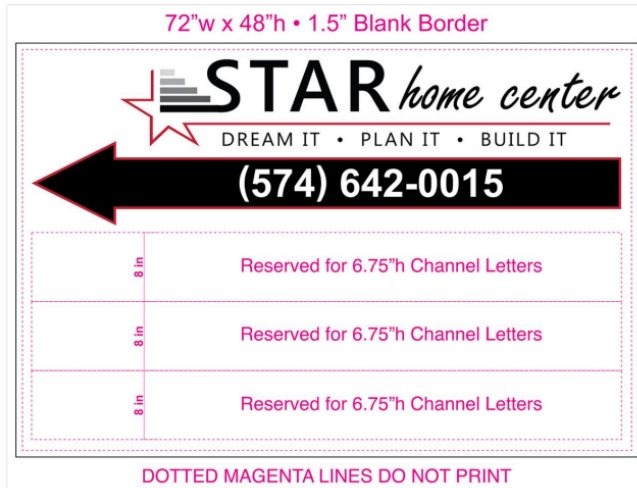 72”w x 48”h • 1.5” Blank Border
STAR home center
DREAM IT • PLAN IT • BUILD IT
(574) 642-0015
8 in
Reserved for 6.75”h Channel Letters
8 in
Reserved for 6.75”h Channel Letters
8 in
Reserved for 6.75”h Channel Letters
DOTTED MAGENTA LINES DO NOT PRINT